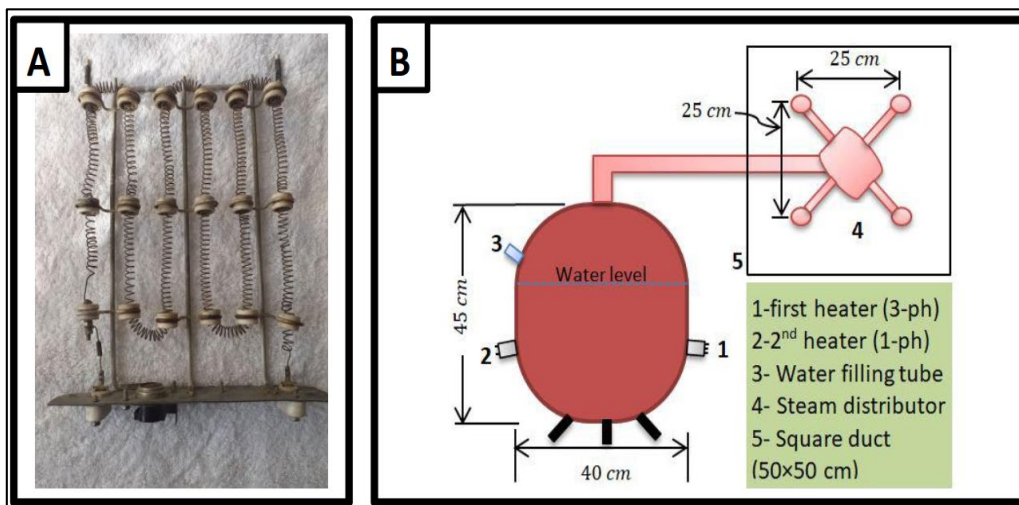 A
B
25 cm
25 cm
3
Water level
45 cm
2
1
40 cm
4
5
1-first heater (3-ph)
2-2nd heater (1-ph)
3- Water filling tube
4- Steam distributor
5- Square duct
(50×50 cm)